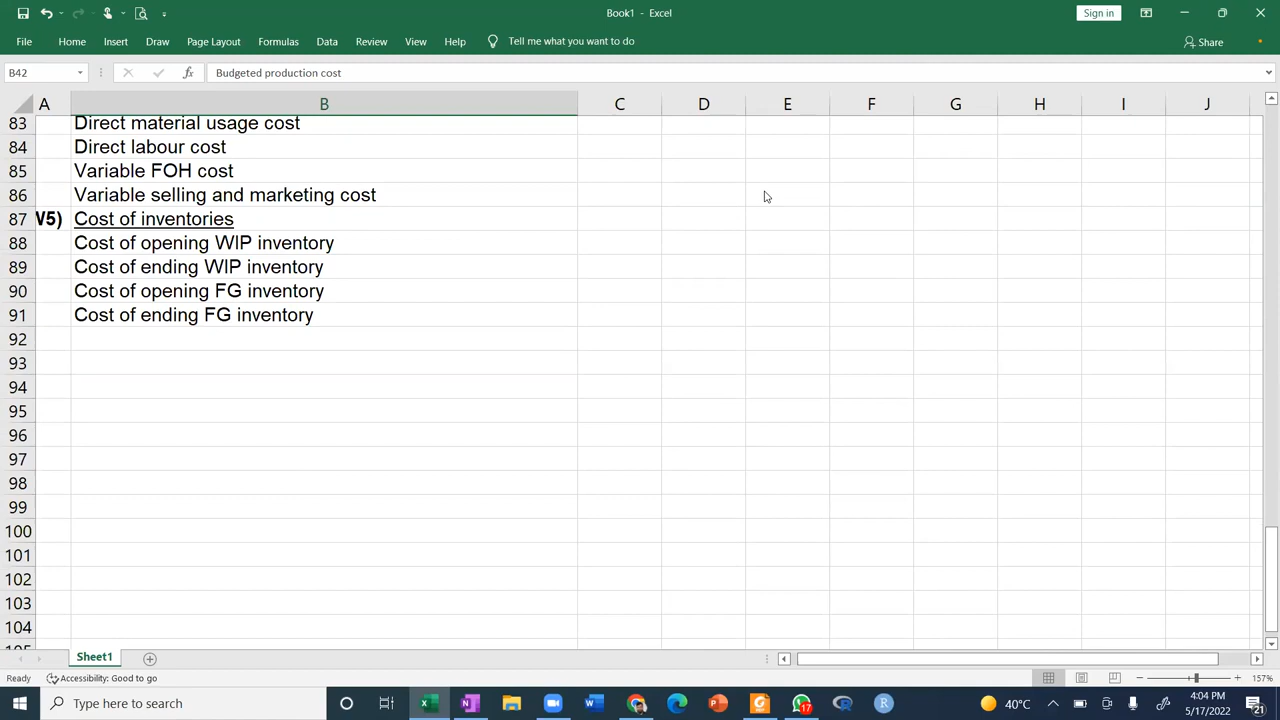 Book1 - Excel
Sign in
File Home Insert Draw Page Layout Formulas Data Review View Help Tell me what you want to do Share
B42 fx Budgeted production cost
A B C D E F G H I J
83 Direct material usage cost
84 Direct labour cost
85 Variable FOH cost
86 Variable selling and marketing cost
87 V5) Cost of inventories
88 Cost of opening WIP inventory
89 Cost of ending WIP inventory
90 Cost of opening FG inventory
91 Cost of ending FG inventory
92
93
94
95
96
97
98
99
100
101
102
103
104
Sheet1
Ready Accessibility: Good to go 157%
Type here to search 17 40°C 4:04 PM
5/17/2022 21